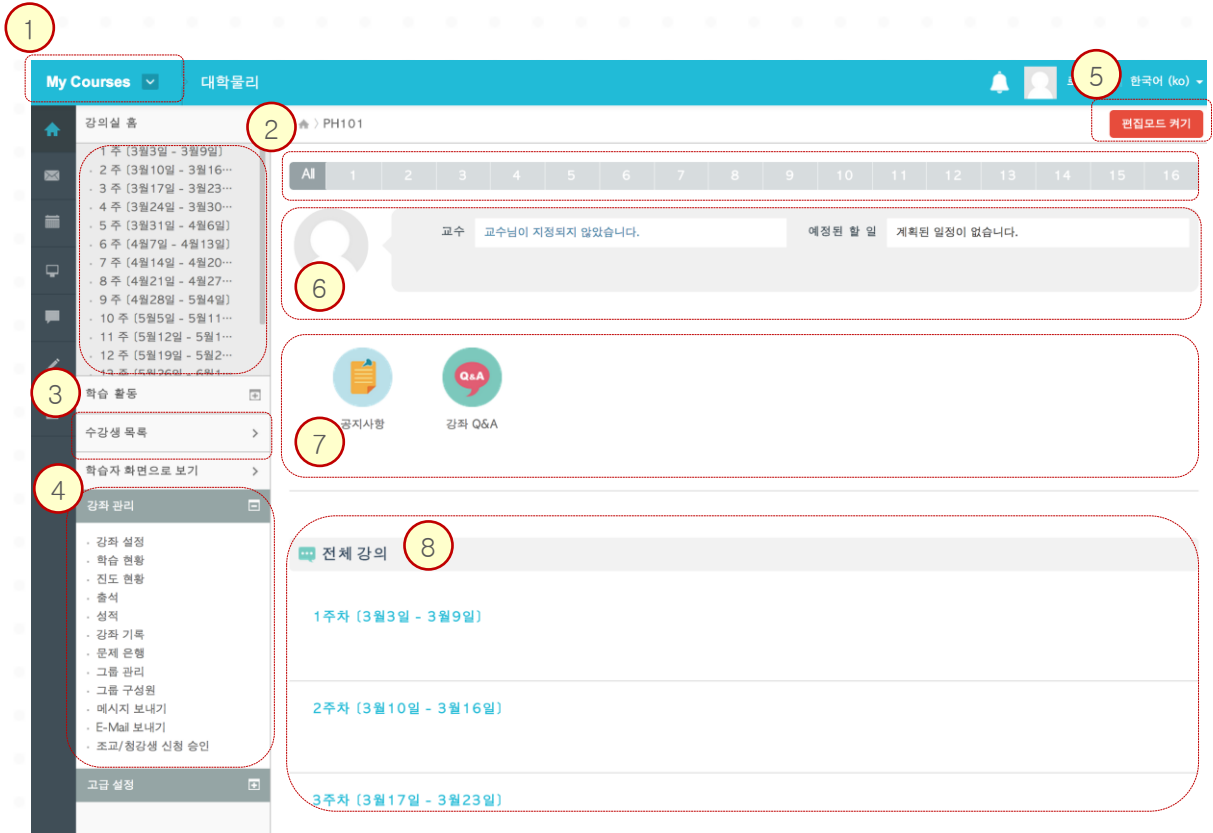 1
My Courses 대학물리
5
한국어 (ko)
강의실 홈
2
PH101
편집모드 켜기
1 주 [3월3일 - 3월9일]
2 주 [3월10일 - 3월16…
3 주 [3월17일 - 3월23…
4 주 [3월24일 - 3월30…
5 주 [3월31일 - 4월6일]
6 주 [4월7일 - 4월13일]
7 주 [4월14일 - 4월20…
8 주 [4월21일 - 4월27…
9 주 [4월28일 - 5월4일]
10 주 [5월5일 - 5월11…
11 주 [5월12일 - 5월1…
12 주 [5월19일 - 5월2…
13 주 [5월26일 - 6월1…
All 1 2 3 4 5 6 7 8 9 10 11 12 13 14 15 16
교수 교수님이 지정되지 않았습니다. 예정된 할 일 계획된 일정이 없습니다.
6
3
학습 활동
수강생 목록
학습자 화면으로 보기
4
강좌 관리
- 강좌 설정
- 학습 현황
- 진도 현황
- 출석
- 성적
- 강좌 기록
- 문제 은행
- 그룹 관리
- 그룹 구성원
- 메시지 보내기
- E-Mail 보내기
- 조교/청강생 신청 승인
고급 설정
Q&A
공지사항 강좌 Q&A
7
전체 강의
8
1주차 [3월3일 - 3월9일]
2주차 [3월10일 - 3월16일]
3주차 [3월17일 - 3월23일]